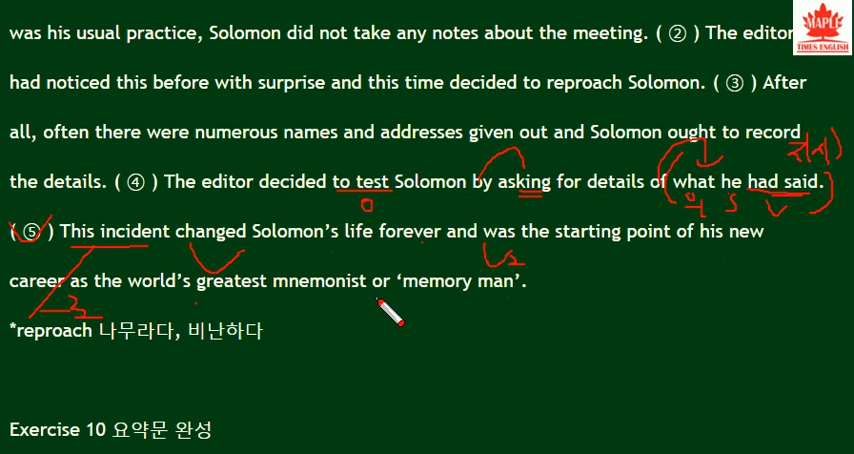 was his usual practice, Solomon did not take any notes about the meeting. ( ② ) The editor
MAPLE
TIMES ENGLISH
had noticed this before with surprise and this time decided to reproach Solomon. ( ③ ) After
all, often there were numerous names and addresses given out and Solomon ought to record
the details. ( ④ ) The editor decided to test Solomon by asking for details of what he had said.
O
목 S V
( ⑤ ) This incident changed Solomon's life forever and was the starting point of his new
V2
career as the world's greatest mnemonist or 'memory man'.
*reproach 나무라다, 비난하다
Exercise 10 요약문 완성